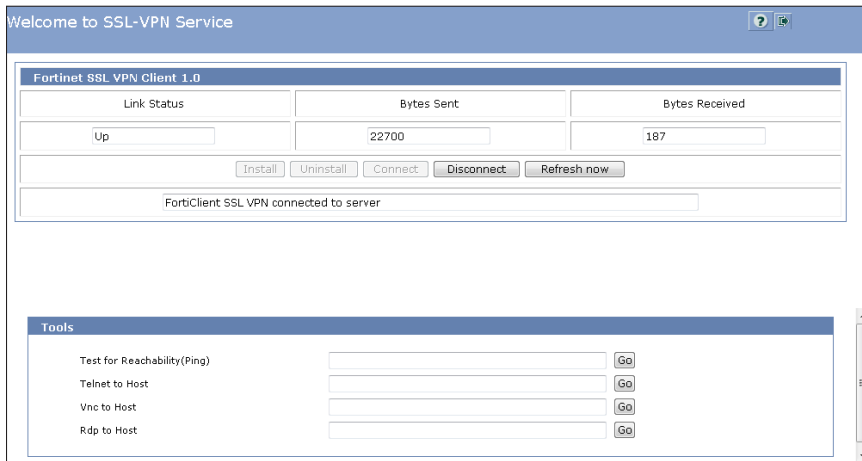 Welcome to SSL-VPN Service
?
Fortinet SSL VPN Client 1.0
Link Status Bytes Sent Bytes Received
Up 22700 187
Install Uninstall Connect Disconnect Refresh now
FortiClient SSL VPN connected to server
Tools
Test for Reachability(Ping) Go
Telnet to Host Go
Vnc to Host Go
Rdp to Host Go